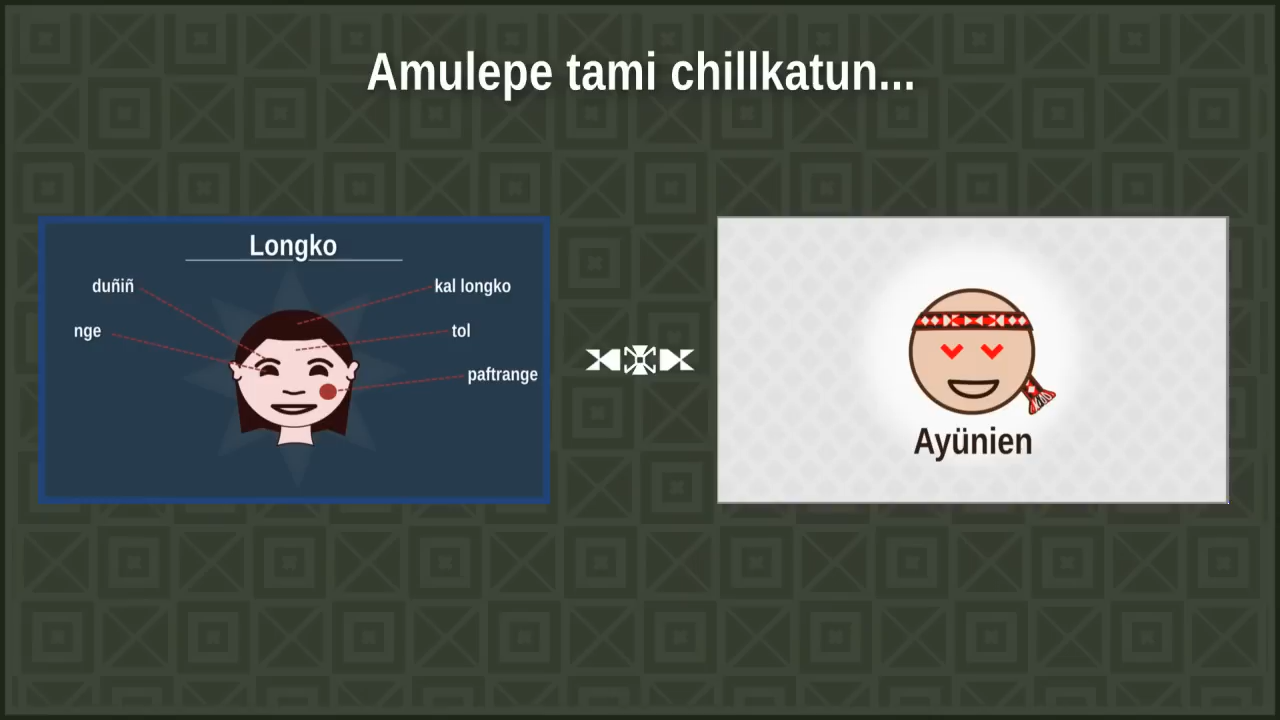 Amulepe tami chillkatun...
Longko
duñiñ
kal longko
nge
tol
paftrange
Ayünien